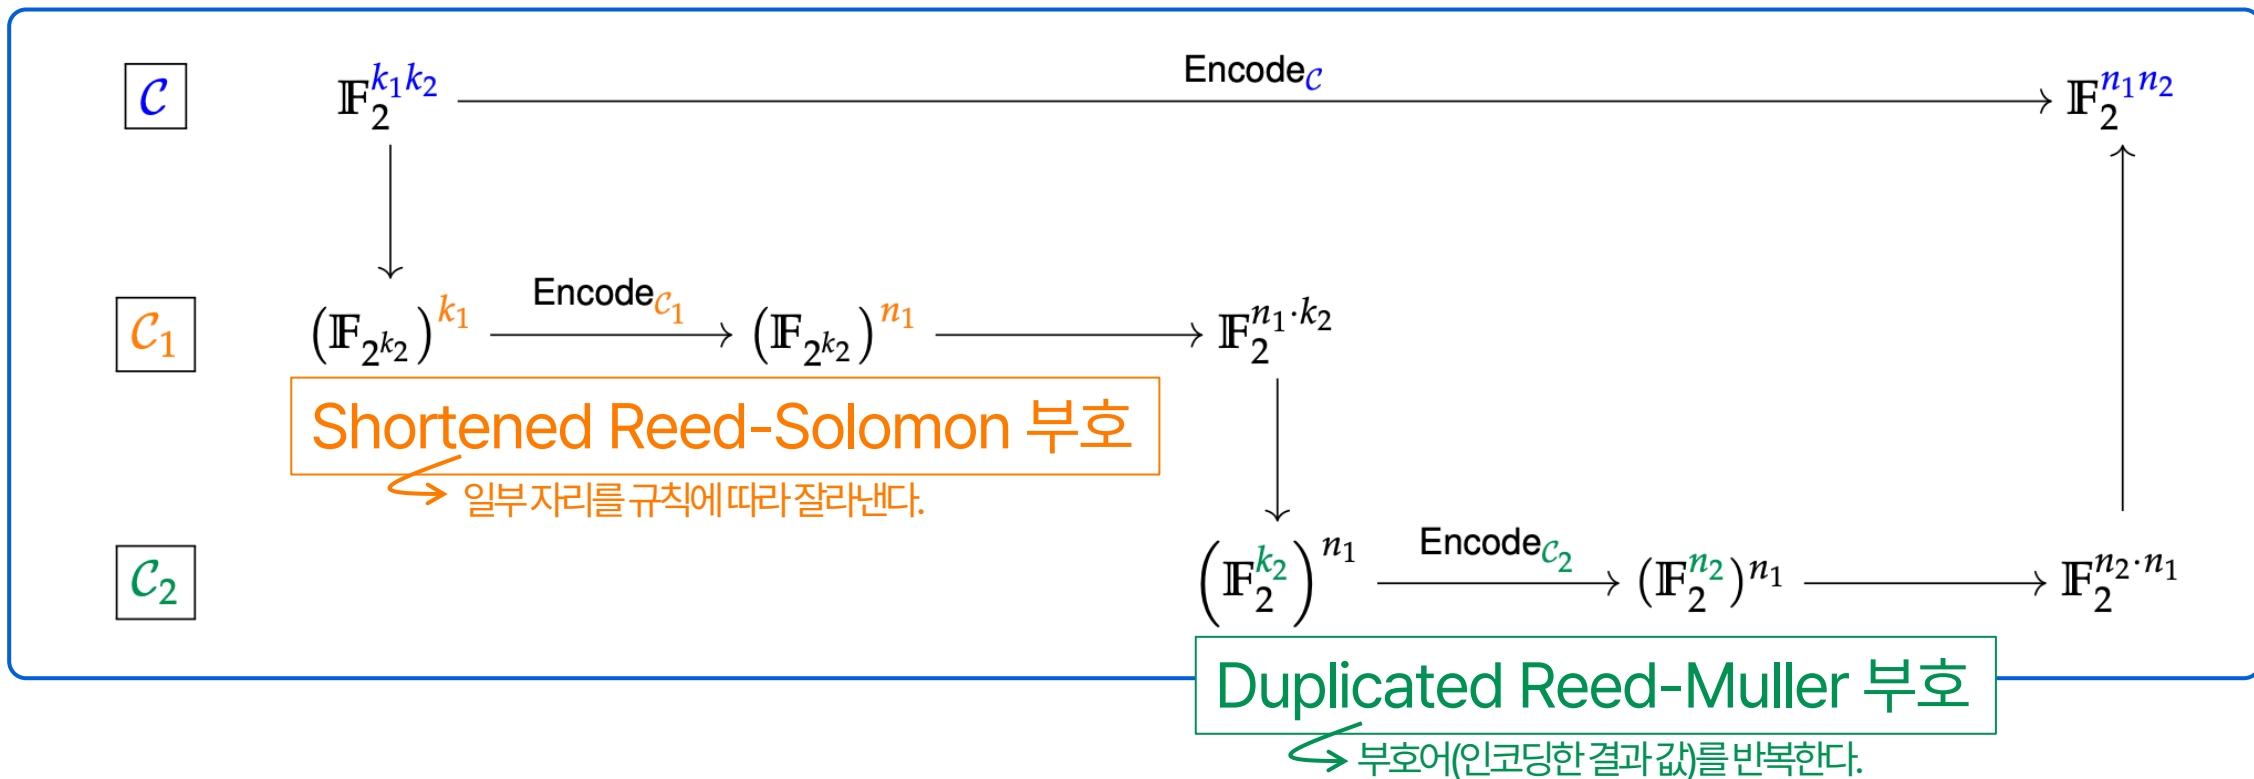 𝒞 𝔽₂^{k₁k₂} Encode_𝒞 𝔽₂^{n₁n₂}
𝒞₁ (𝔽_{2^{k₂}})^{k₁} Encode_{𝒞₁} (𝔽_{2^{k₂}})^{n₁} 𝔽₂^{n₁·k₂}
Shortened Reed-Solomon 부호
일부 자리를 규칙에 따라 잘라낸다.
𝒞₂ (𝔽₂^{k₂})^{n₁} Encode_{𝒞₂} (𝔽₂^{n₂})^{n₁} 𝔽₂^{n₂·n₁}
Duplicated Reed-Muller 부호
부호어(인코딩한 결과 값)를 반복한다.